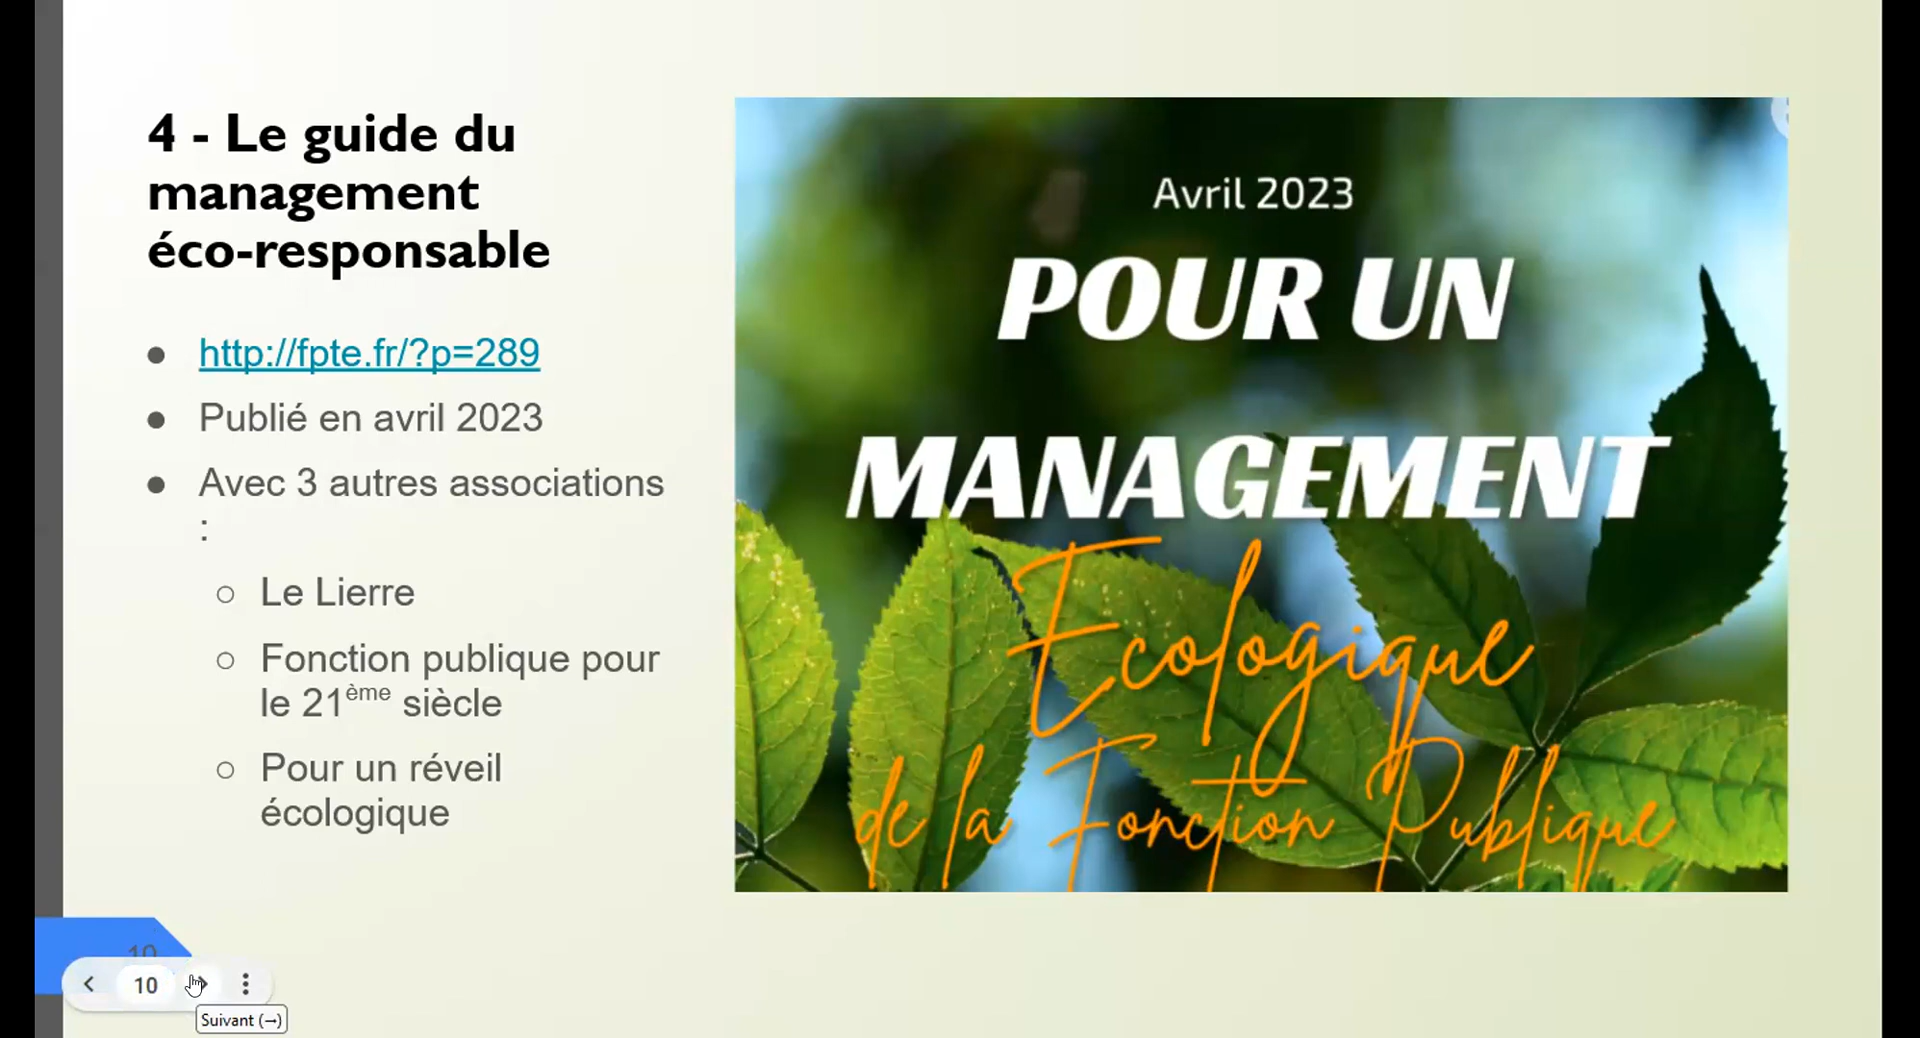 4 - Le guide du
management
éco-responsable
http://fpte.fr/?p=289
Publié en avril 2023
Avec 3 autres associations
:
Le Lierre
Fonction publique pour
le 21ème siècle
Pour un réveil
écologique
Avril 2023
POUR UN
MANAGEMENT
Ecologique
de la Fonction Publique
10
10
Suivant (→)